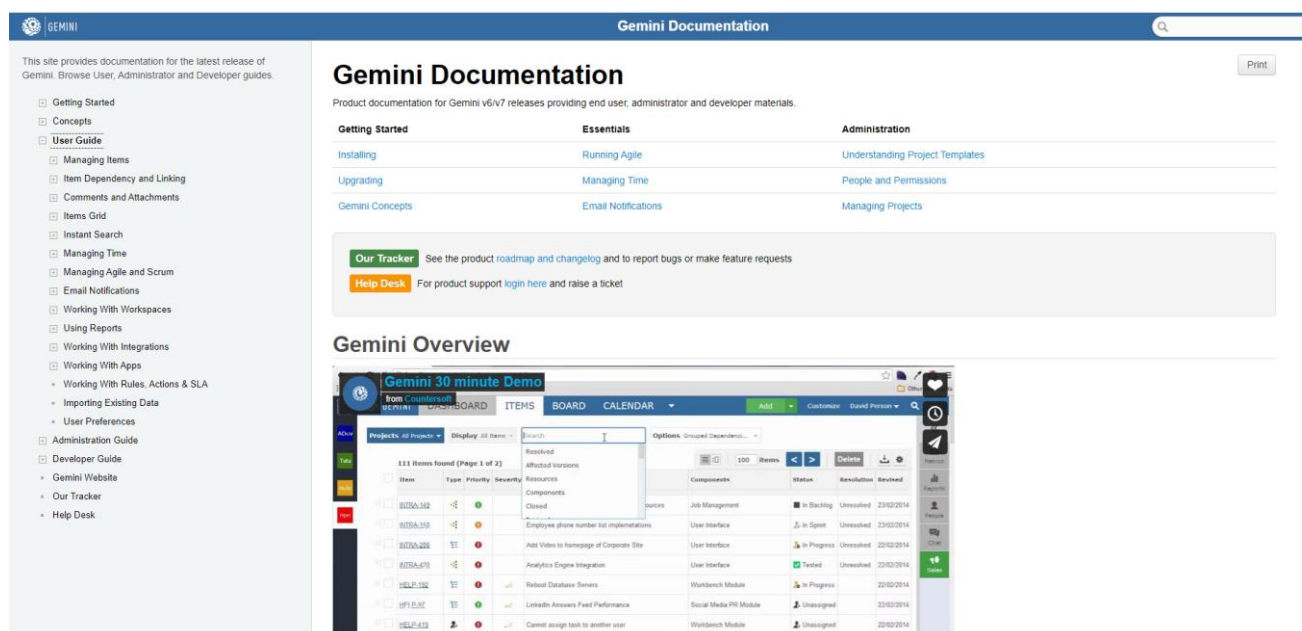 GEMINI
Gemini Documentation
This site provides documentation for the latest release of
Gemini. Browse User, Administrator and Developer guides.
Getting Started
Concepts
User Guide
Managing Items
Item Dependency and Linking
Comments and Attachments
Items Grid
Instant Search
Managing Time
Managing Agile and Scrum
Email Notifications
Working With Workspaces
Using Reports
Working With Integrations
Working With Apps
Working With Rules, Actions & SLA
Importing Existing Data
User Preferences
Administration Guide
Developer Guide
Gemini Website
Our Tracker
Help Desk
Gemini Documentation
Print
Product documentation for Gemini v6/v7 releases providing end user, administrator and developer materials.
Getting Started Essentials Administration
Installing Running Agile Understanding Project Templates
Upgrading Managing Time People and Permissions
Gemini Concepts Email Notifications Managing Projects
Our Tracker See the product roadmap and changelog and to report bugs or make feature requests
Help Desk For product support login here and raise a ticket
Gemini Overview
Gemini 30 minute Demo
from Countersoft
GEMINI DASHBOARD ITEMS BOARD CALENDAR Add Customize David Person
Projects All Projects Display All Items Search Options Grouped Dependenci...
Resolved
Affected Versions
Resources
Components
Closed
111 items found (Page 1 of 2) 100 Items < > Delete
Item Type Priority Severity Components Status Resolution Revised
INTRA-143 ources Job Management In Backlog Unresolved 23/02/2014
Employee phone number list implemetations User Interface In Sprint Unresolved 23/02/2014
INTRA-206 Add Video to homepage of Corporate Site User Interface In Progress Unresolved 22/02/2014
Analytics Engine Integration User Interface Tested Unresolved 22/02/2014
HELP-192 Reboot Database Servers Workbench Module In Progress 22/02/2014
LinkedIn Answers Feed Performance Social Media PR Module Unassigned 22/02/2014
HELP-419 Cannot assign task to another user Workbench Module Unassigned 22/02/2014
Reports
People
Chat